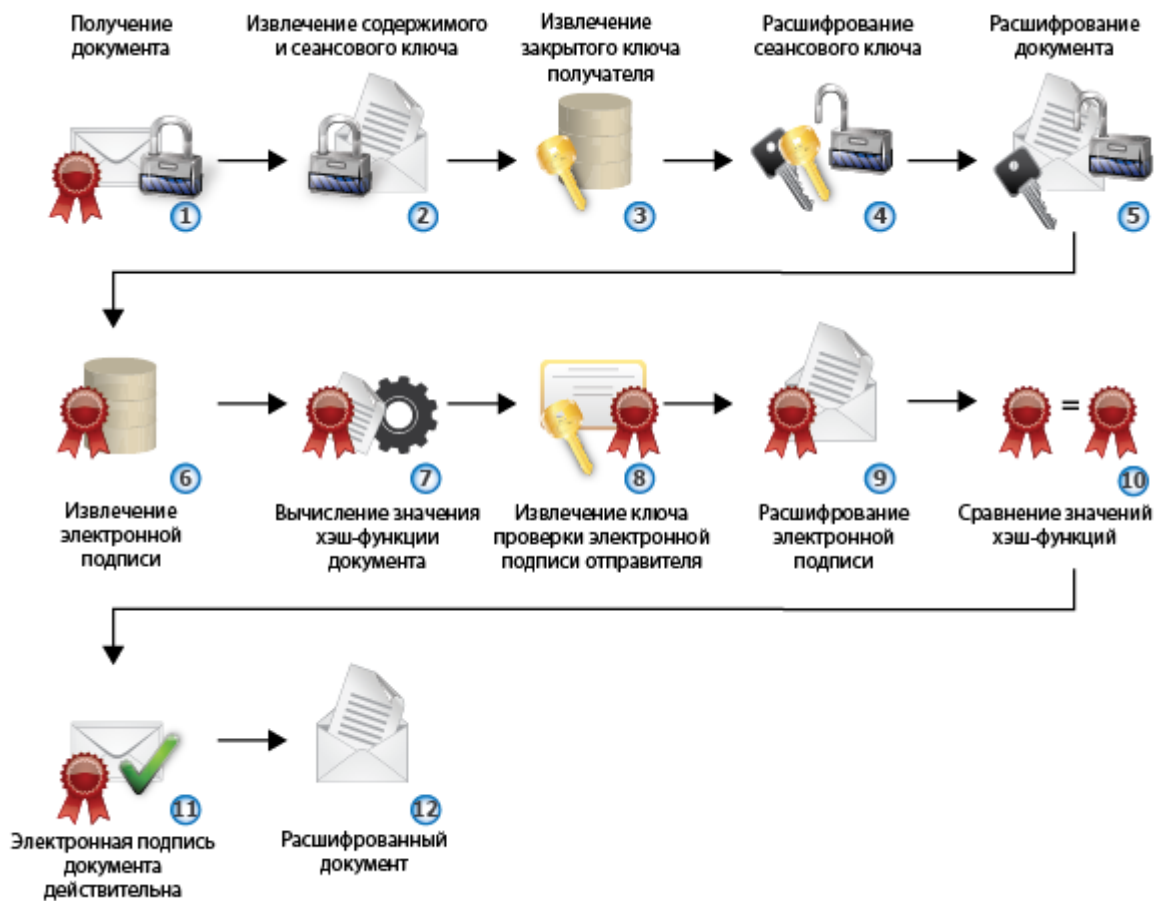 Получение
документа
Извлечение содержимого
и сеансового ключа
Извлечение
закрытого ключа
получателя
Расшифрование
сеансового ключа
Расшифрование
документа
1
2
3
4
5
6
7
8
9
10
=
Извлечение
электронной
подписи
Вычисление значения
хэш-функции
документа
Извлечение ключа
проверки электронной
подписи отправителя
Расшифрование
электронной
подписи
Сравнение значений
хэш-функций
11
12
Электронная подпись
документа
действительна
Расшифрованный
документ